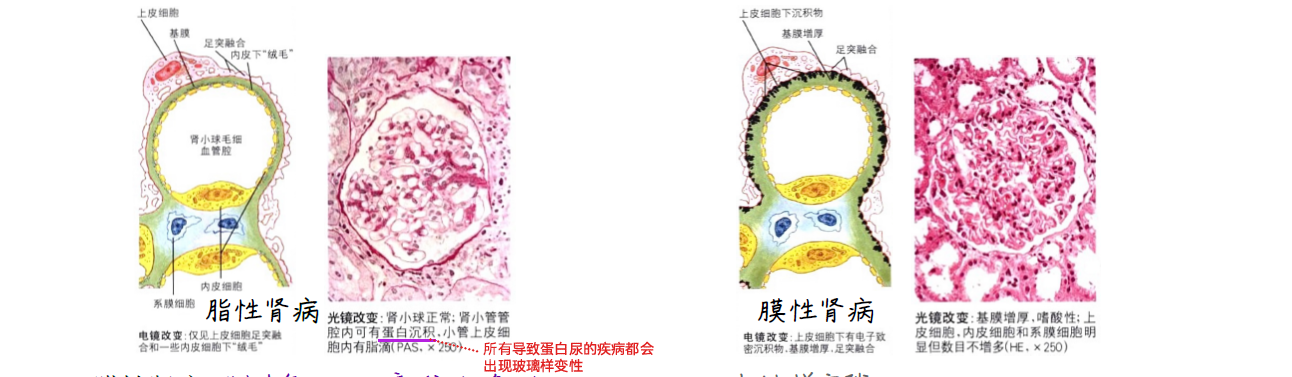 上皮细胞
基膜
足突融合
内皮下“绒毛”
肾小球毛细
血管腔
内皮细胞
系膜细胞
脂性肾病
电镜改变:仅见上皮细胞足突融
合和一些内皮细胞下“绒毛”
光镜改变:肾小球正常;肾小管管
腔内可有蛋白沉积,小管上皮细
胞内有脂滴(PAS,×250)
所有导致蛋白尿的疾病都会
出现玻璃样变性
上皮细胞下沉积物
基膜增厚
足突融合
膜性肾病
电镜改变:上皮细胞下有电子致
密沉积物,基膜增厚,足突融合
光镜改变:基膜增厚,嗜酸性;上
皮细胞,内皮细胞和系膜细胞明
显但数目不增多(HE,×250)